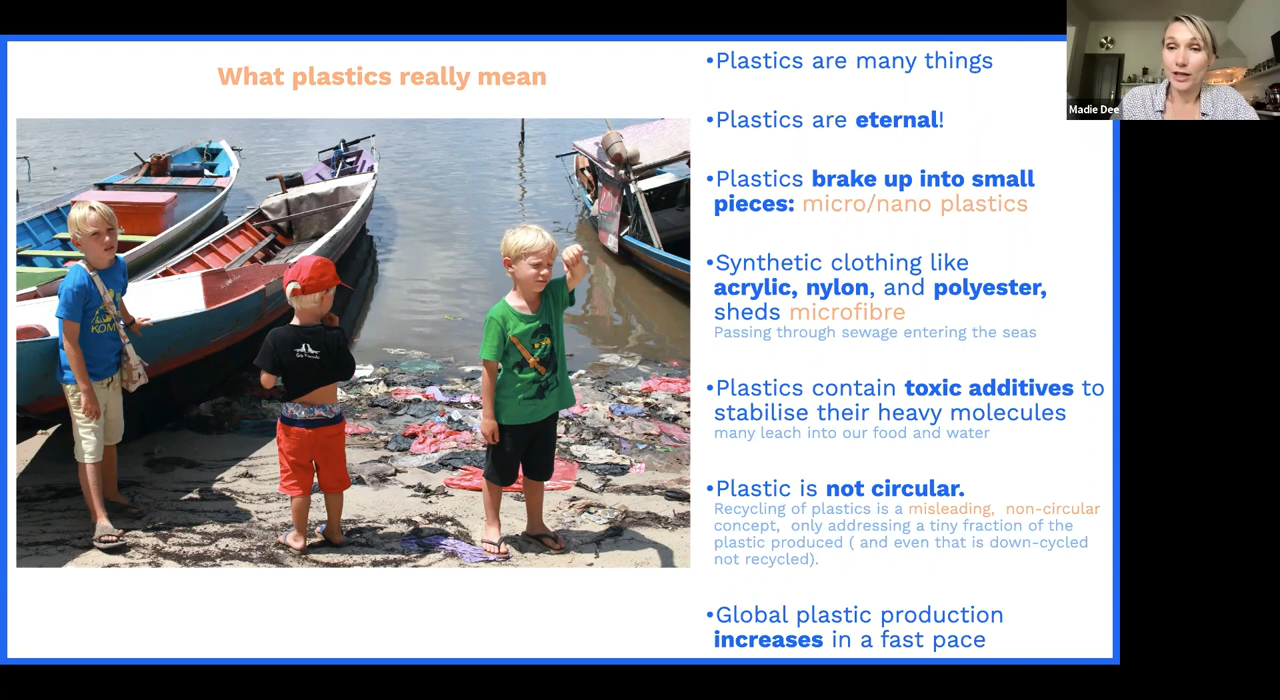 What plastics really mean
•Plastics are many things
•Plastics are eternal!
•Plastics brake up into small
pieces: micro/nano plastics
•Synthetic clothing like
acrylic, nylon, and polyester,
sheds microfibre
Passing through sewage entering the seas
•Plastics contain toxic additives to
stabilise their heavy molecules
many leach into our food and water
•Plastic is not circular.
Recycling of plastics is a misleading, non-circular
concept, only addressing a tiny fraction of the
plastic produced ( and even that is down-cycled
not recycled).
•Global plastic production
increases in a fast pace
Madie Dee